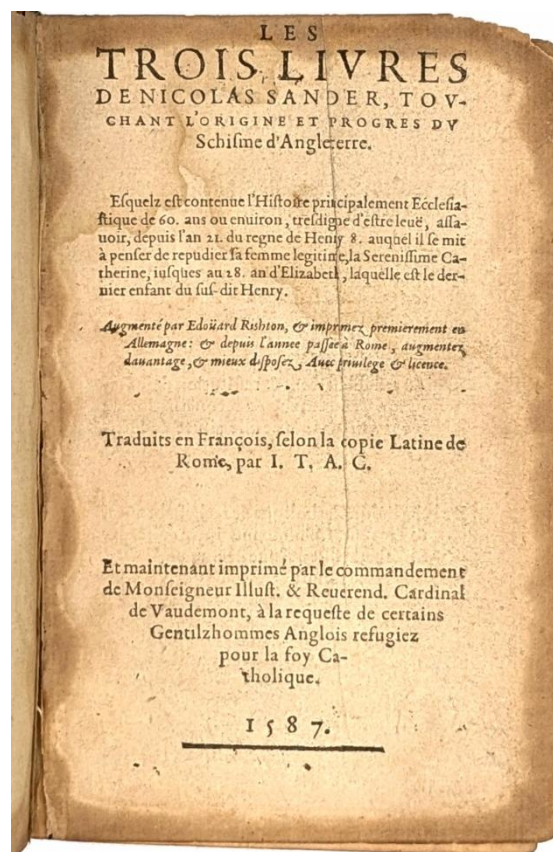 LES
TROIS LIVRES
DE NICOLAS SANDER, TOV-
CHANT L'ORIGINE ET PROGRES DV
Schiſme d'Angleterre.
Eſquelz eſt contenue l'Hiſtoire principalement Eccleſia-
ſtique de 60. ans ou enuiron, treſdigne d'eſtre leuë, aſſa-
uoir, depuis l'an 21. du regne de Henry 8. auquel il ſe mit
à penſer de repudier ſa femme legitime, la Sereniſſime Ca-
therine, iuſques au 28. an d'Elizabeth, laquelle eſt le der-
nier enfant du ſuſ-dit Henry.
Augmenté par Edoüard Rishton, & imprimez premierement en
Allemagne: & depuis l'annee paſſee à Rome, augmentez
dauantage, & mieux diſpoſez, Auec priuilege & licence.
Traduits en François, ſelon la copie Latine de
Rome, par I. T. A. C.
Et maintenant imprimé par le commandement
de Monſeigneur Illuſt. & Reuerend. Cardinal
de Vaudemont, à la requeſte de certains
Gentilzhommes Anglois refugiez
pour la foy Ca-
tholique.
1587.